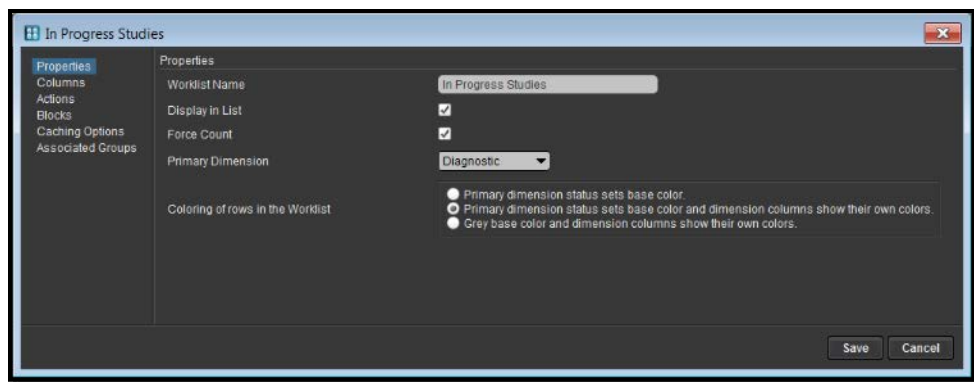 In Progress Studies
Properties
Columns
Actions
Blocks
Caching Options
Associated Groups
Properties
Worklist Name
In Progress Studies
Display in List
Force Count
Primary Dimension
Diagnostic
Coloring of rows in the Worklist
Primary dimension status sets base color.
Primary dimension status sets base color and dimension columns show their own colors.
Grey base color and dimension columns show their own colors.
Save
Cancel